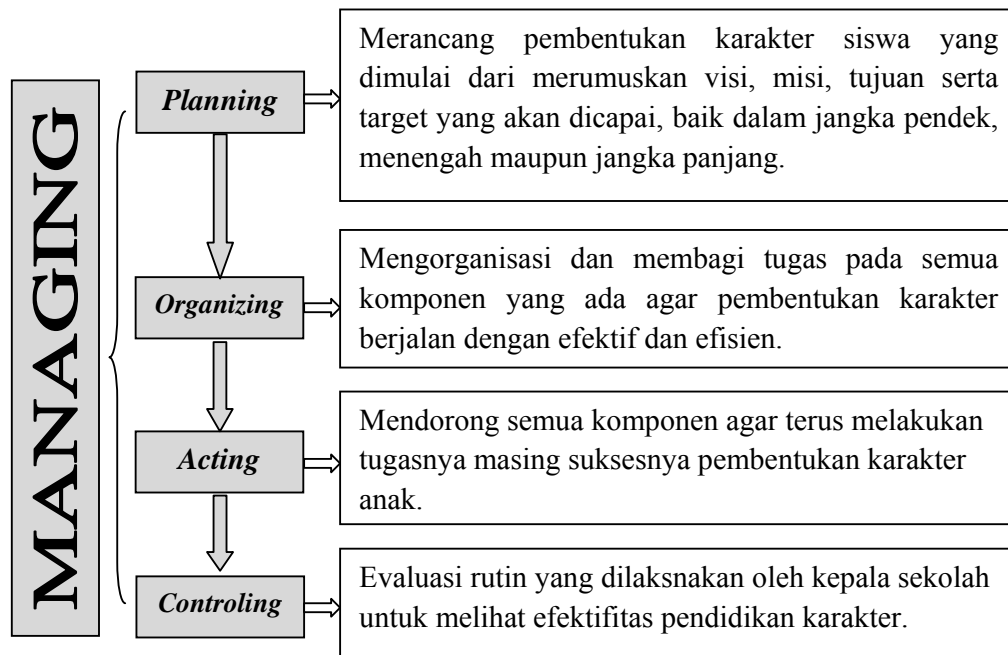 MANAGING
Planning
Merancang pembentukan karakter siswa yang
dimulai dari merumuskan visi, misi, tujuan serta
target yang akan dicapai, baik dalam jangka pendek,
menengah maupun jangka panjang.
Organizing
Mengorganisasi dan membagi tugas pada semua
komponen yang ada agar pembentukan karakter
berjalan dengan efektif dan efisien.
Acting
Mendorong semua komponen agar terus melakukan
tugasnya masing suksesnya pembentukan karakter
anak.
Controling
Evaluasi rutin yang dilaksnakan oleh kepala sekolah
untuk melihat efektifitas pendidikan karakter.